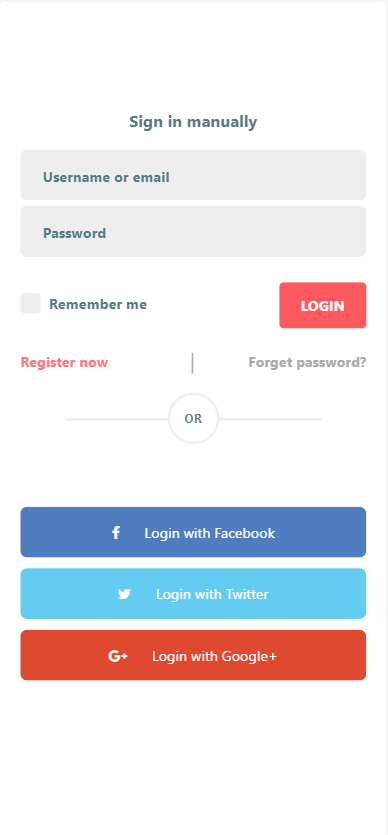 Sign in manually
Username or email
Password
Remember me
LOGIN
Register now
Forget password?
OR
Login with Facebook
Login with Twitter
G+ Login with Google+